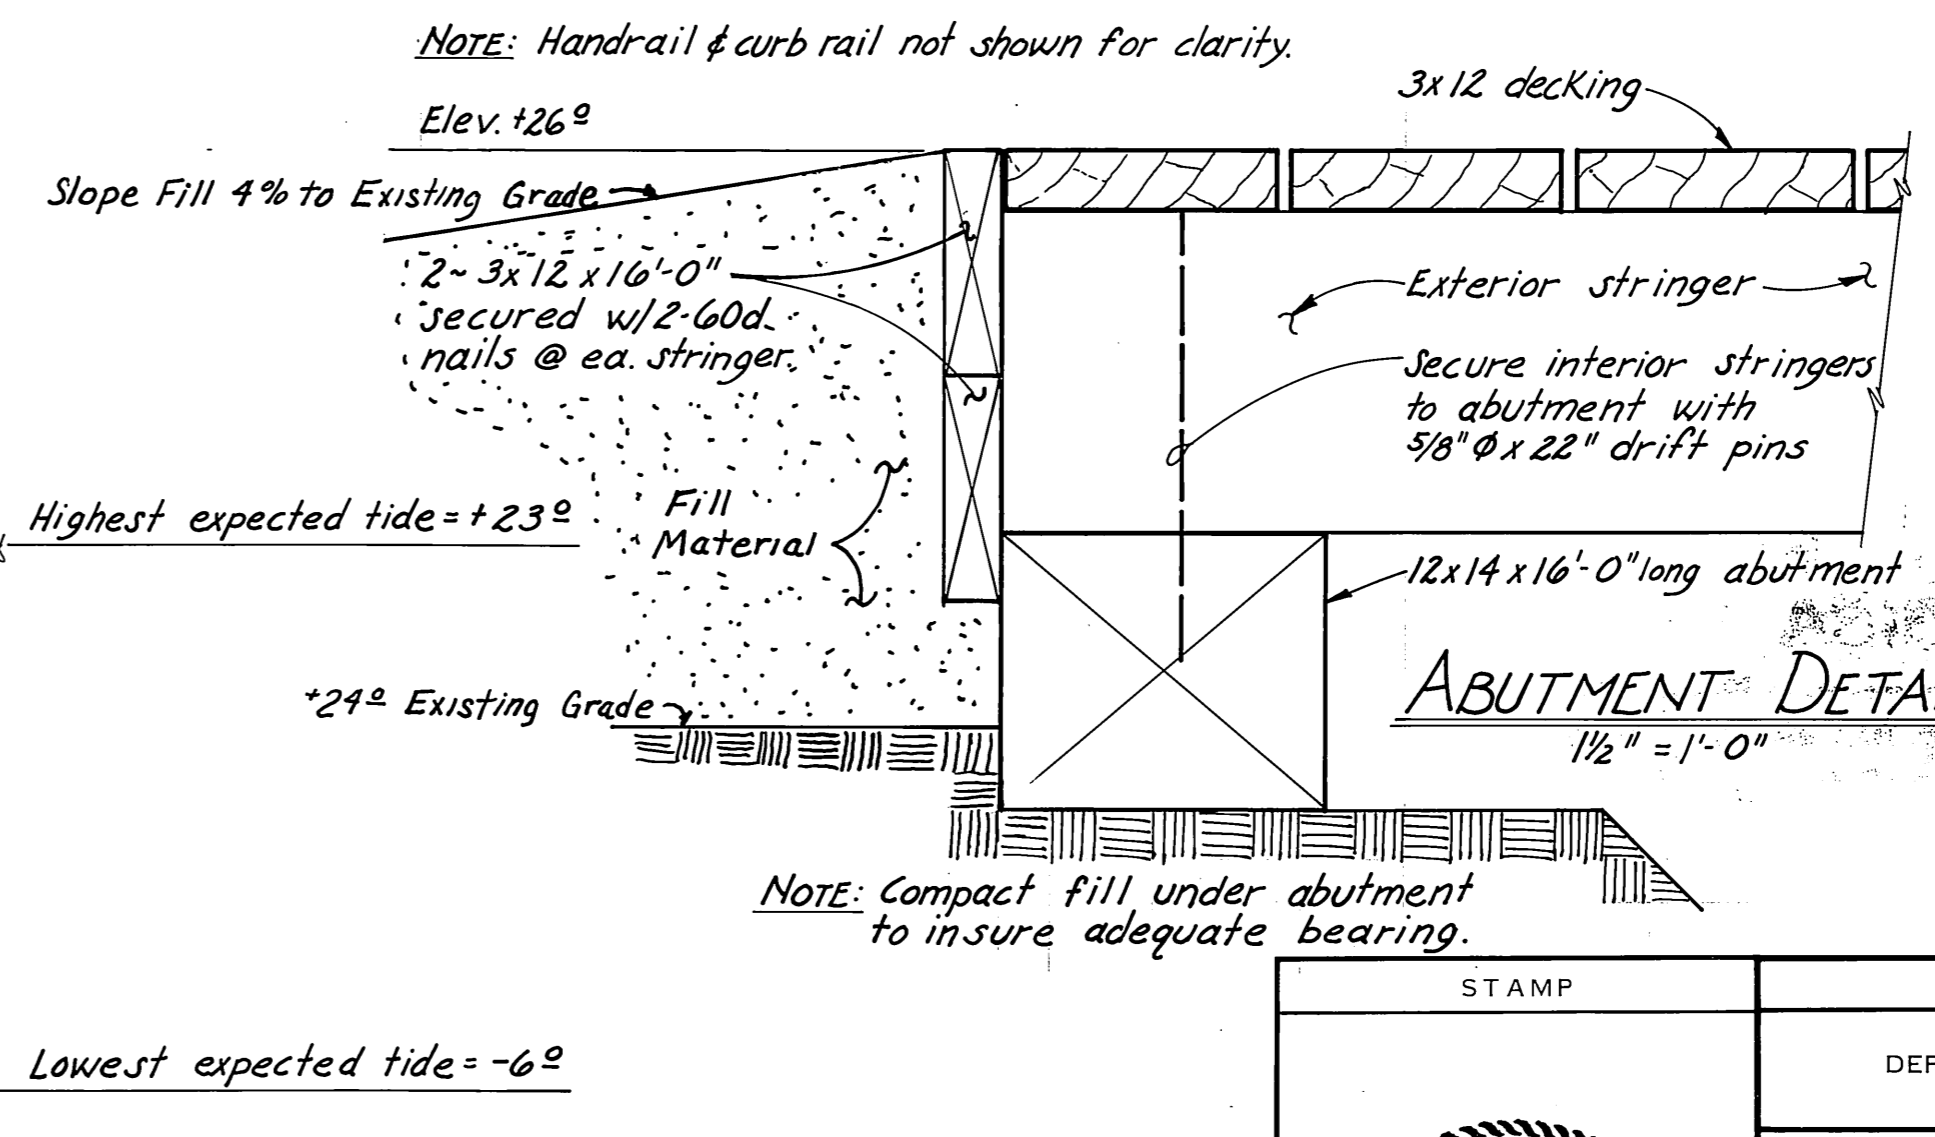 NOTE: Handrail & curb rail not shown for clarity.
3x12 decking
Elev. +26º
Slope Fill 4% to Existing Grade
2~ 3x12 x 16'-0"
secured w/2-60d.
nails @ ea. stringer.
Exterior stringer
Secure interior stringers
to abutment with
5/8" Φ x 22" drift pins
Highest expected tide = +23º
Fill
Material
12x14 x 16'-0" long abutment
+24º Existing Grade
ABUTMENT DETA
1½" = 1'-0"
NOTE: Compact fill under abutment
to insure adequate bearing.
STAMP
Lowest expected tide = -6º